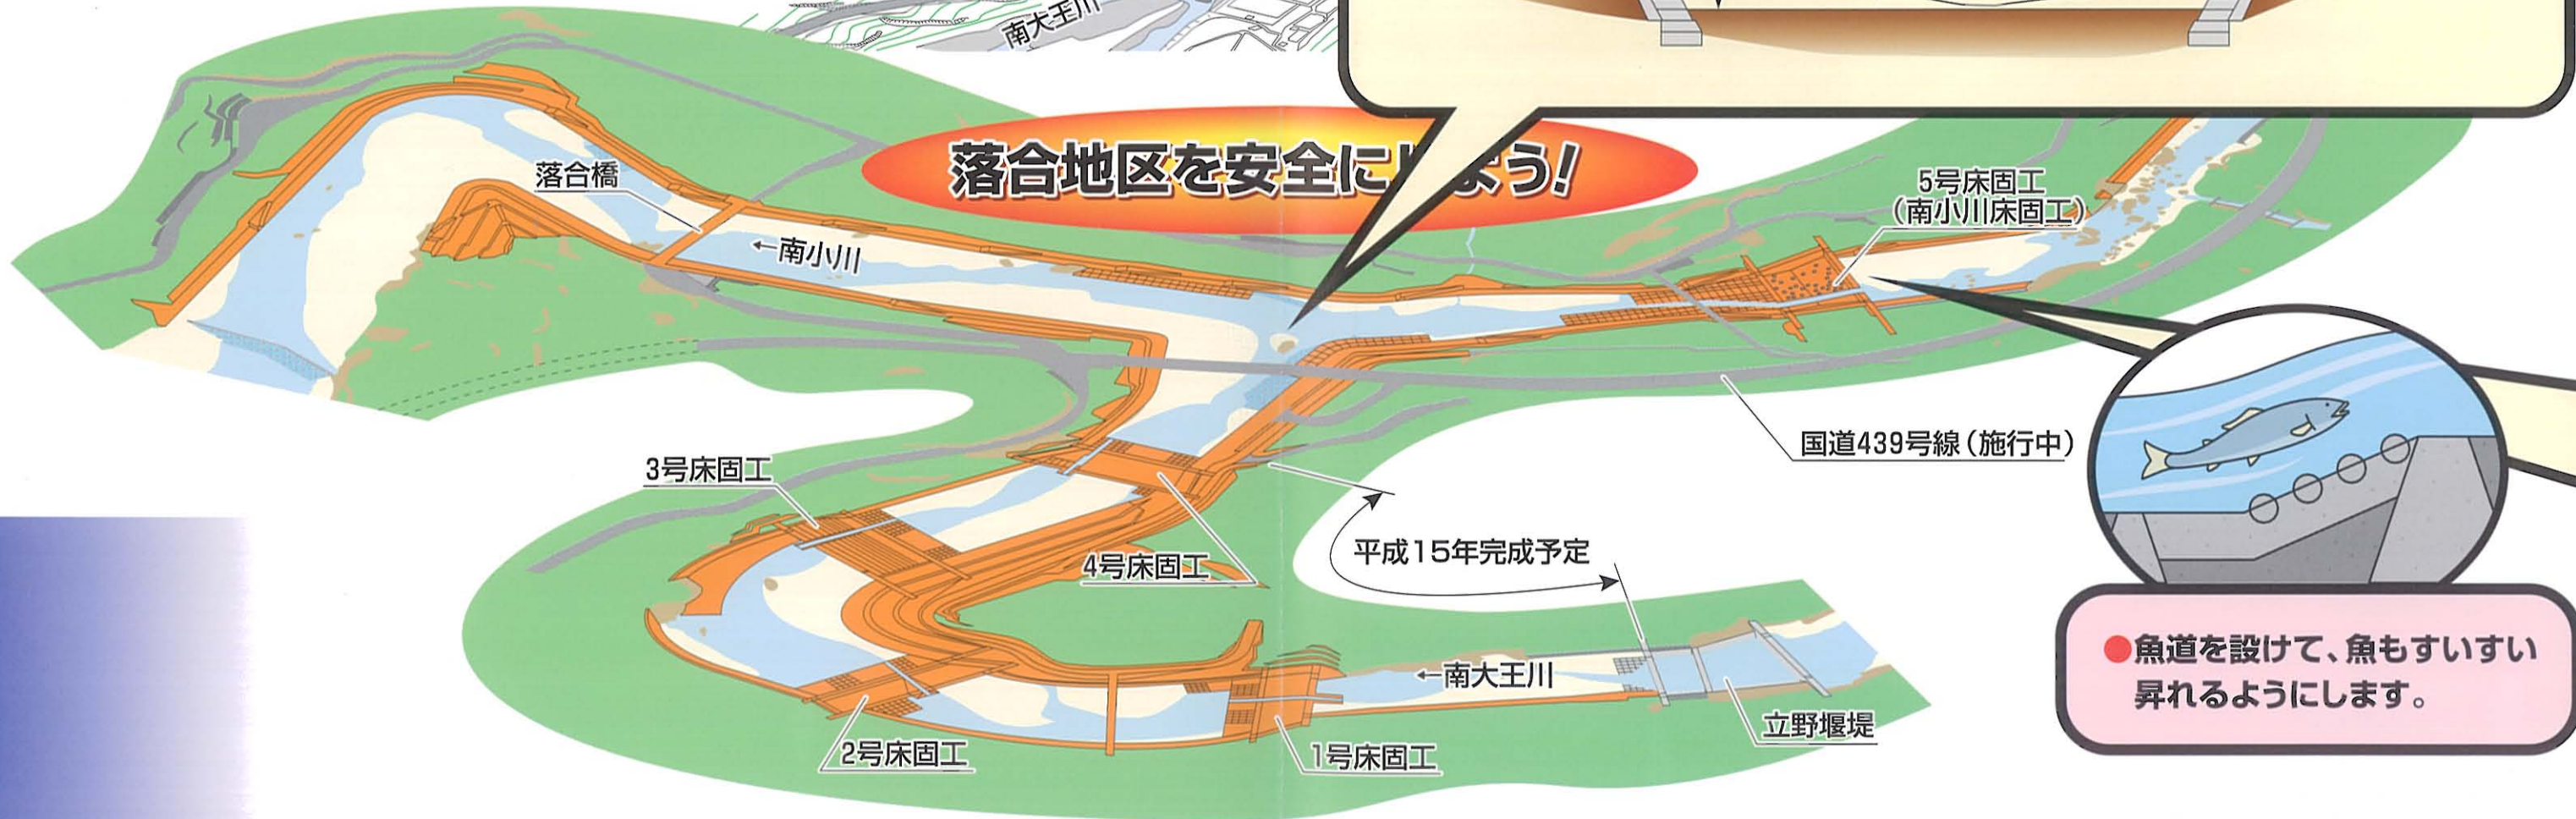 南大王川
落合地区を安全にしよう!
落合橋
←南小川
5号床固工
(南小川床固工)
国道439号線(施行中)
3号床固工
4号床固工
平成15年完成予定
←南大王川
立野堰堤
2号床固工
1号床固工
●魚道を設けて、魚もすいすい
昇れるようにします。